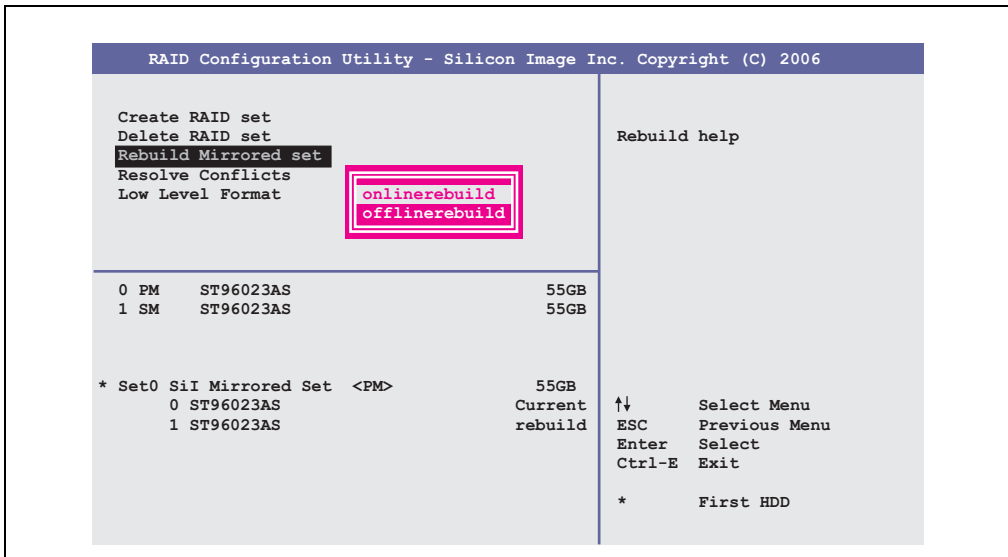 RAID Configuration Utility - Silicon Image Inc. Copyright (C) 2006
Create RAID set
Delete RAID set
Rebuild Mirrored set
Resolve Conflicts
Low Level Format
onlinerebuild
offlinerebuild
Rebuild help
0 PM ST96023AS 55GB
1 SM ST96023AS 55GB
* Set0 SiI Mirrored Set <PM> 55GB
0 ST96023AS Current
1 ST96023AS rebuild
↑↓ Select Menu
ESC Previous Menu
Enter Select
Ctrl-E Exit
* First HDD